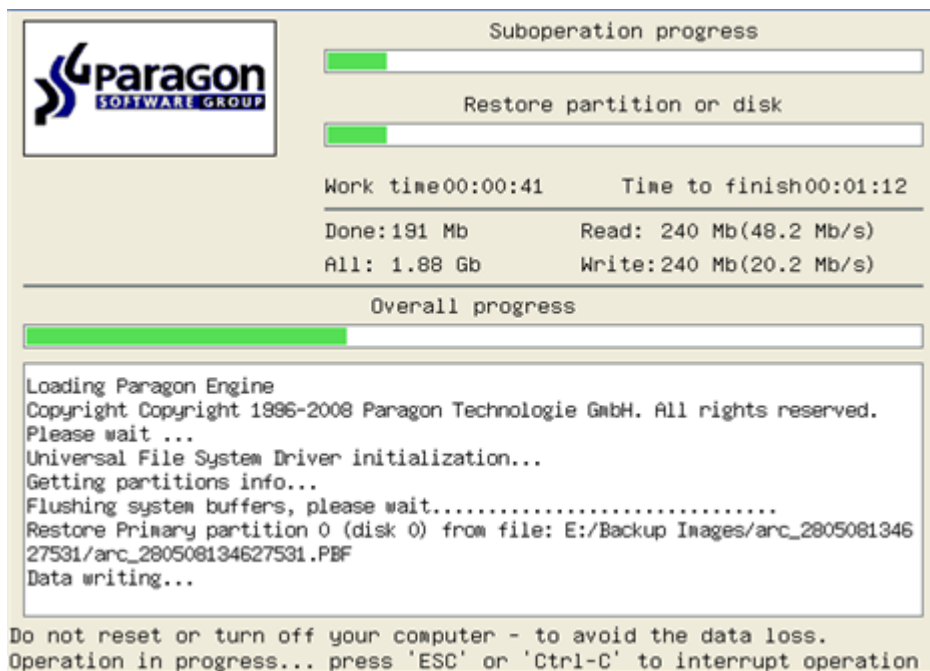 Paragon
SOFTWARE GROUP
Suboperation progress
Restore partition or disk
Work time00:00:41 Time to finish00:01:12
Done:191 Mb Read: 240 Mb(48.2 Mb/s)
All: 1.88 Gb Write:240 Mb(20.2 Mb/s)
Overall progress
Loading Paragon Engine
Copyright Copyright 1996-2008 Paragon Technologie GmbH. All rights reserved.
Please wait ...
Universal File System Driver initialization...
Getting partitions info...
Flushing system buffers, please wait...............................
Restore Primary partition 0 (disk 0) from file: E:/Backup Images/arc_2805081346
27531/arc_280508134627531.PBF
Data writing...
Do not reset or turn off your computer - to avoid the data loss.
Operation in progress... press 'ESC' or 'Ctrl-C' to interrupt operation